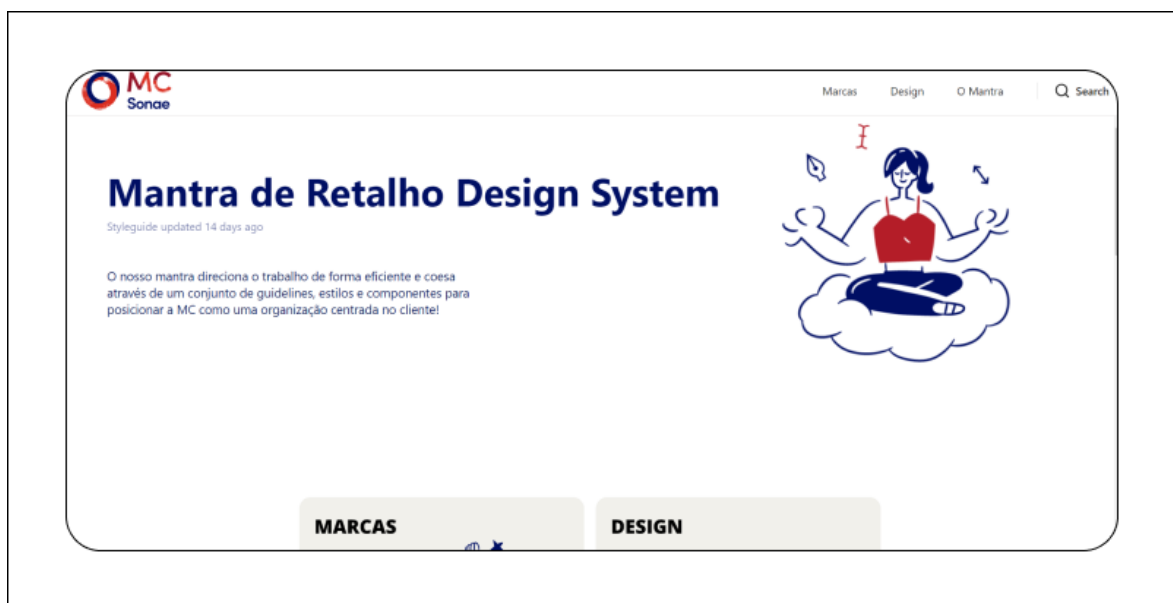 MC
Sonae
Marcas Design O Mantra Search
Mantra de Retalho Design System
Styleguide updated 14 days ago
O nosso mantra direciona o trabalho de forma eficiente e coesa
através de um conjunto de guidelines, estilos e componentes para
posicionar a MC como uma organização centrada no cliente!
MARCAS DESIGN